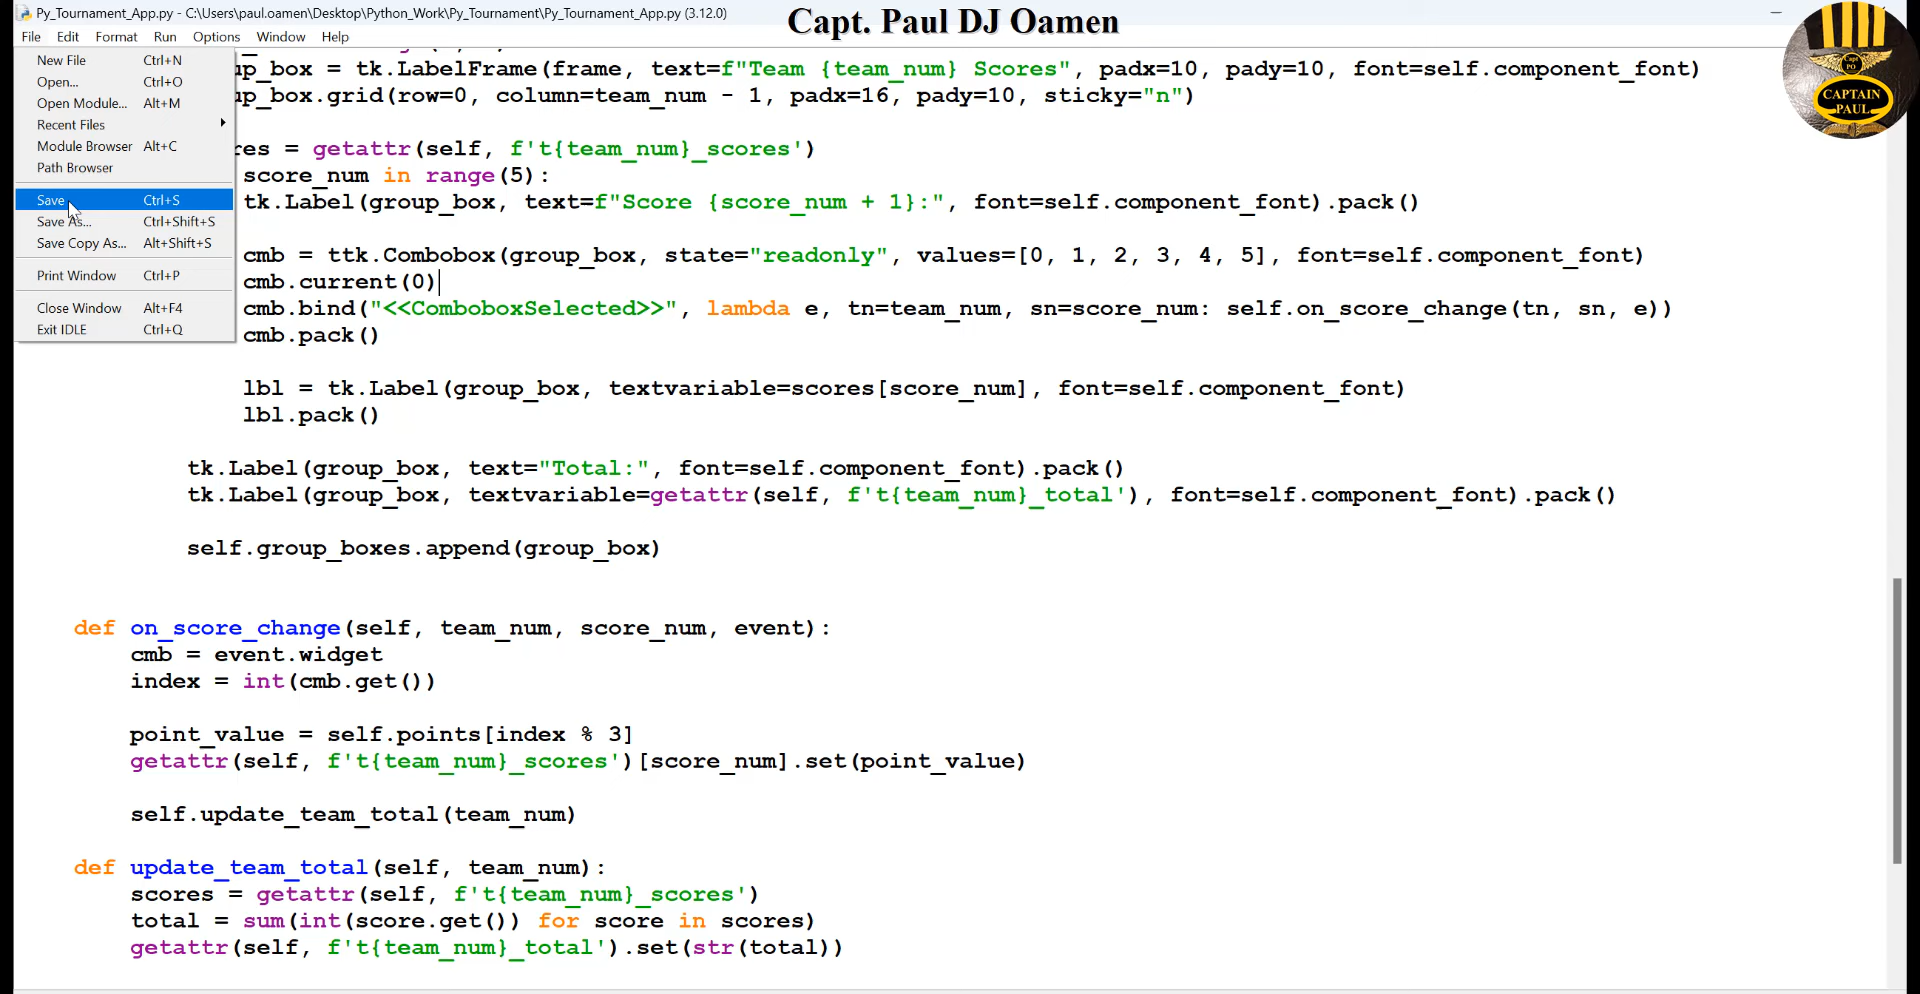 Py_Tournament_App.py - C:\Users\paul.oamen\Desktop\Python_Work\Py_Tournament\Py_Tournament_App.py (3.12.0)
Capt. Paul DJ Oamen
File Edit Format Run Options Window Help
New File Ctrl+N
Open... Ctrl+O
Open Module... Alt+M
Recent Files
Module Browser Alt+C
Path Browser
Save Ctrl+S
Save As... Ctrl+Shift+S
Save Copy As... Alt+Shift+S
Print Window Ctrl+P
Close Window Alt+F4
Exit IDLE Ctrl+Q
Capt
PO
CAPTAIN
PAUL
up_box = tk.LabelFrame(frame, text=f"Team {team_num} Scores", padx=10, pady=10, font=self.component_font)
up_box.grid(row=0, column=team_num - 1, padx=16, pady=10, sticky="n")
res = getattr(self, f't{team_num}_scores')
score_num in range(5):
tk.Label(group_box, text=f"Score {score_num + 1}:", font=self.component_font).pack()
cmb = ttk.Combobox(group_box, state="readonly", values=[0, 1, 2, 3, 4, 5], font=self.component_font)
cmb.current(0)
cmb.bind("<<ComboboxSelected>>", lambda e, tn=team_num, sn=score_num: self.on_score_change(tn, sn, e))
cmb.pack()
lbl = tk.Label(group_box, textvariable=scores[score_num], font=self.component_font)
lbl.pack()
tk.Label(group_box, text="Total:", font=self.component_font).pack()
tk.Label(group_box, textvariable=getattr(self, f't{team_num}_total'), font=self.component_font).pack()
self.group_boxes.append(group_box)
def on_score_change(self, team_num, score_num, event):
cmb = event.widget
index = int(cmb.get())
point_value = self.points[index % 3]
getattr(self, f't{team_num}_scores')[score_num].set(point_value)
self.update_team_total(team_num)
def update_team_total(self, team_num):
scores = getattr(self, f't{team_num}_scores')
total = sum(int(score.get()) for score in scores)
getattr(self, f't{team_num}_total').set(str(total))